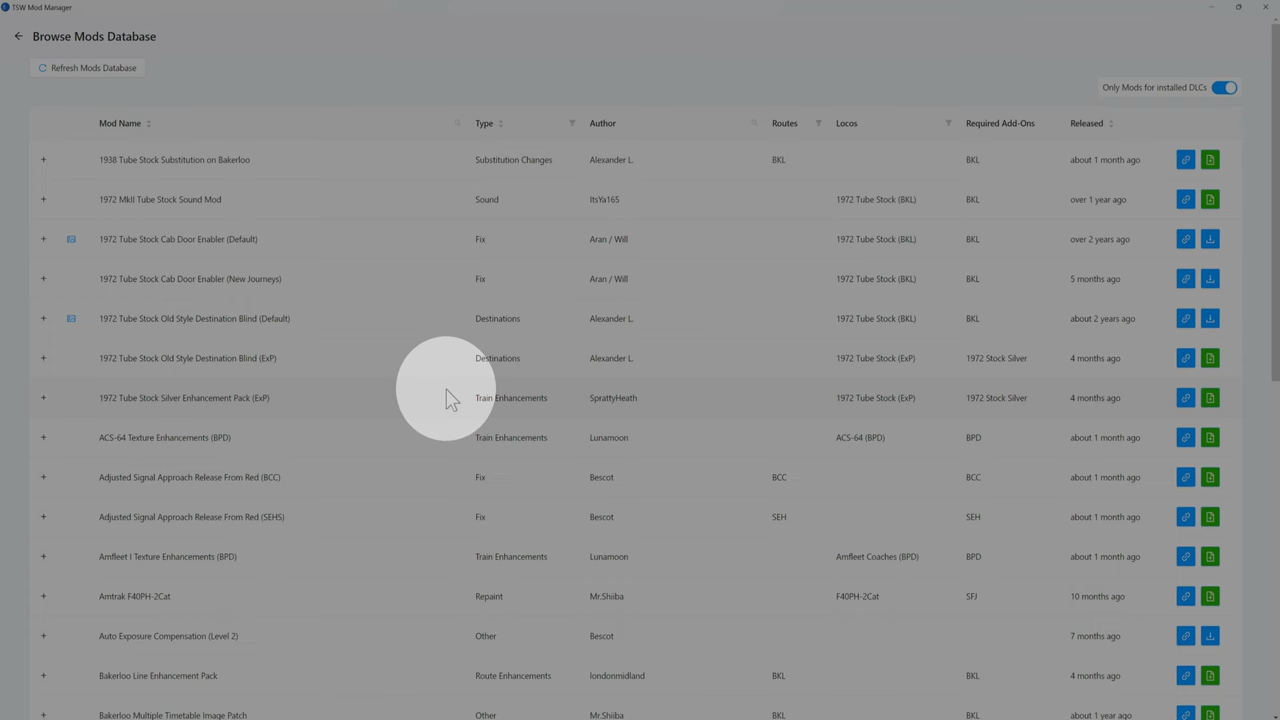 TSW Mod Manager
Browse Mods Database
Refresh Mods Database
Only Mods for installed DLCs
Mod Name Type Author Routes Locos Required Add-Ons Released
1938 Tube Stock Substitution on Bakerloo Substitution Changes Alexander L. BKL BKL about 1 month ago
1972 MkII Tube Stock Sound Mod Sound ItsYa165 1972 Tube Stock (BKL) BKL over 1 year ago
1972 Tube Stock Cab Door Enabler (Default) Fix Aran / Will 1972 Tube Stock (BKL) BKL over 2 years ago
1972 Tube Stock Cab Door Enabler (New Journeys) Fix Aran / Will 1972 Tube Stock (BKL) BKL 5 months ago
1972 Tube Stock Old Style Destination Blind (Default) Destinations Alexander L. 1972 Tube Stock (BKL) BKL about 2 years ago
1972 Tube Stock Old Style Destination Blind (ExP) Destinations Alexander L. 1972 Tube Stock (ExP) 1972 Stock Silver 4 months ago
1972 Tube Stock Silver Enhancement Pack (ExP) Train Enhancements SprattyHeath 1972 Tube Stock (ExP) 1972 Stock Silver 4 months ago
ACS-64 Texture Enhancements (BPD) Train Enhancements Lunamoon ACS-64 (BPD) BPD about 1 month ago
Adjusted Signal Approach Release From Red (BCC) Fix Bescot BCC BCC about 1 month ago
Adjusted Signal Approach Release From Red (SEHS) Fix Bescot SEH SEH about 1 month ago
Amfleet I Texture Enhancements (BPD) Train Enhancements Lunamoon Amfleet Coaches (BPD) BPD about 1 month ago
Amtrak F40PH-2Cat Repaint Mr.Shiiba F40PH-2Cat SFJ 10 months ago
Auto Exposure Compensation (Level 2) Other Bescot 7 months ago
Bakerloo Line Enhancement Pack Route Enhancements londonmidland BKL BKL 4 months ago
Bakerloo Multiple Timetable Image Patch Other Mr.Shiiba BKL BKL about 1 month ago